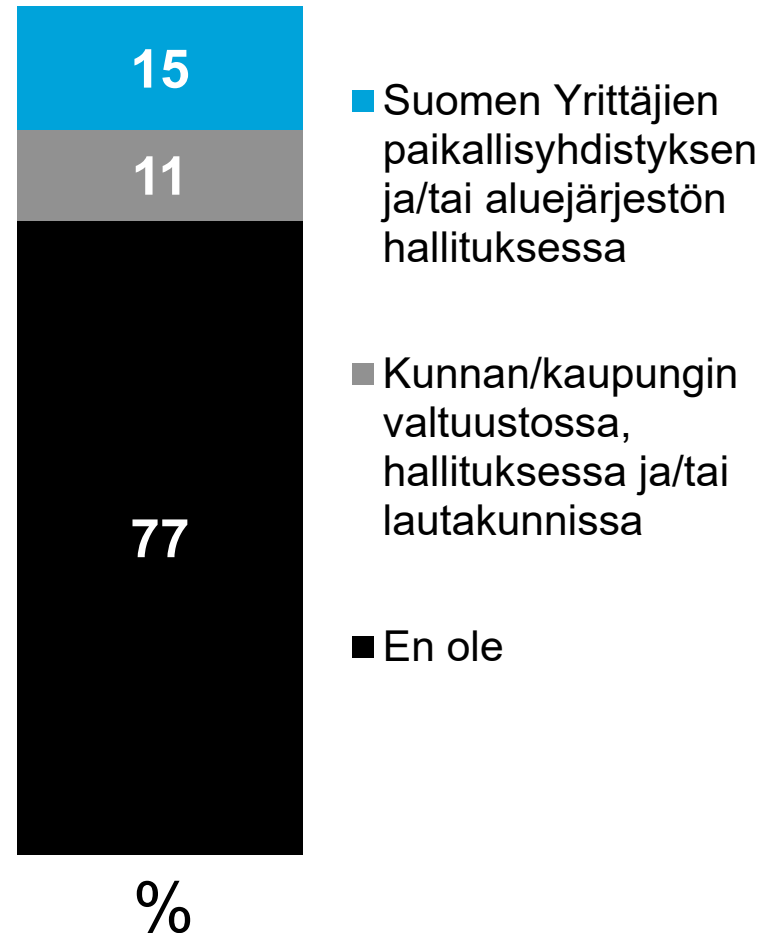 15
11
77
%
Suomen Yrittäjien
paikallisyhdistyksen
ja/tai aluejärjestön
hallituksessa
Kunnan/kaupungin
valtuustossa,
hallituksessa ja/tai
lautakunnissa
En ole